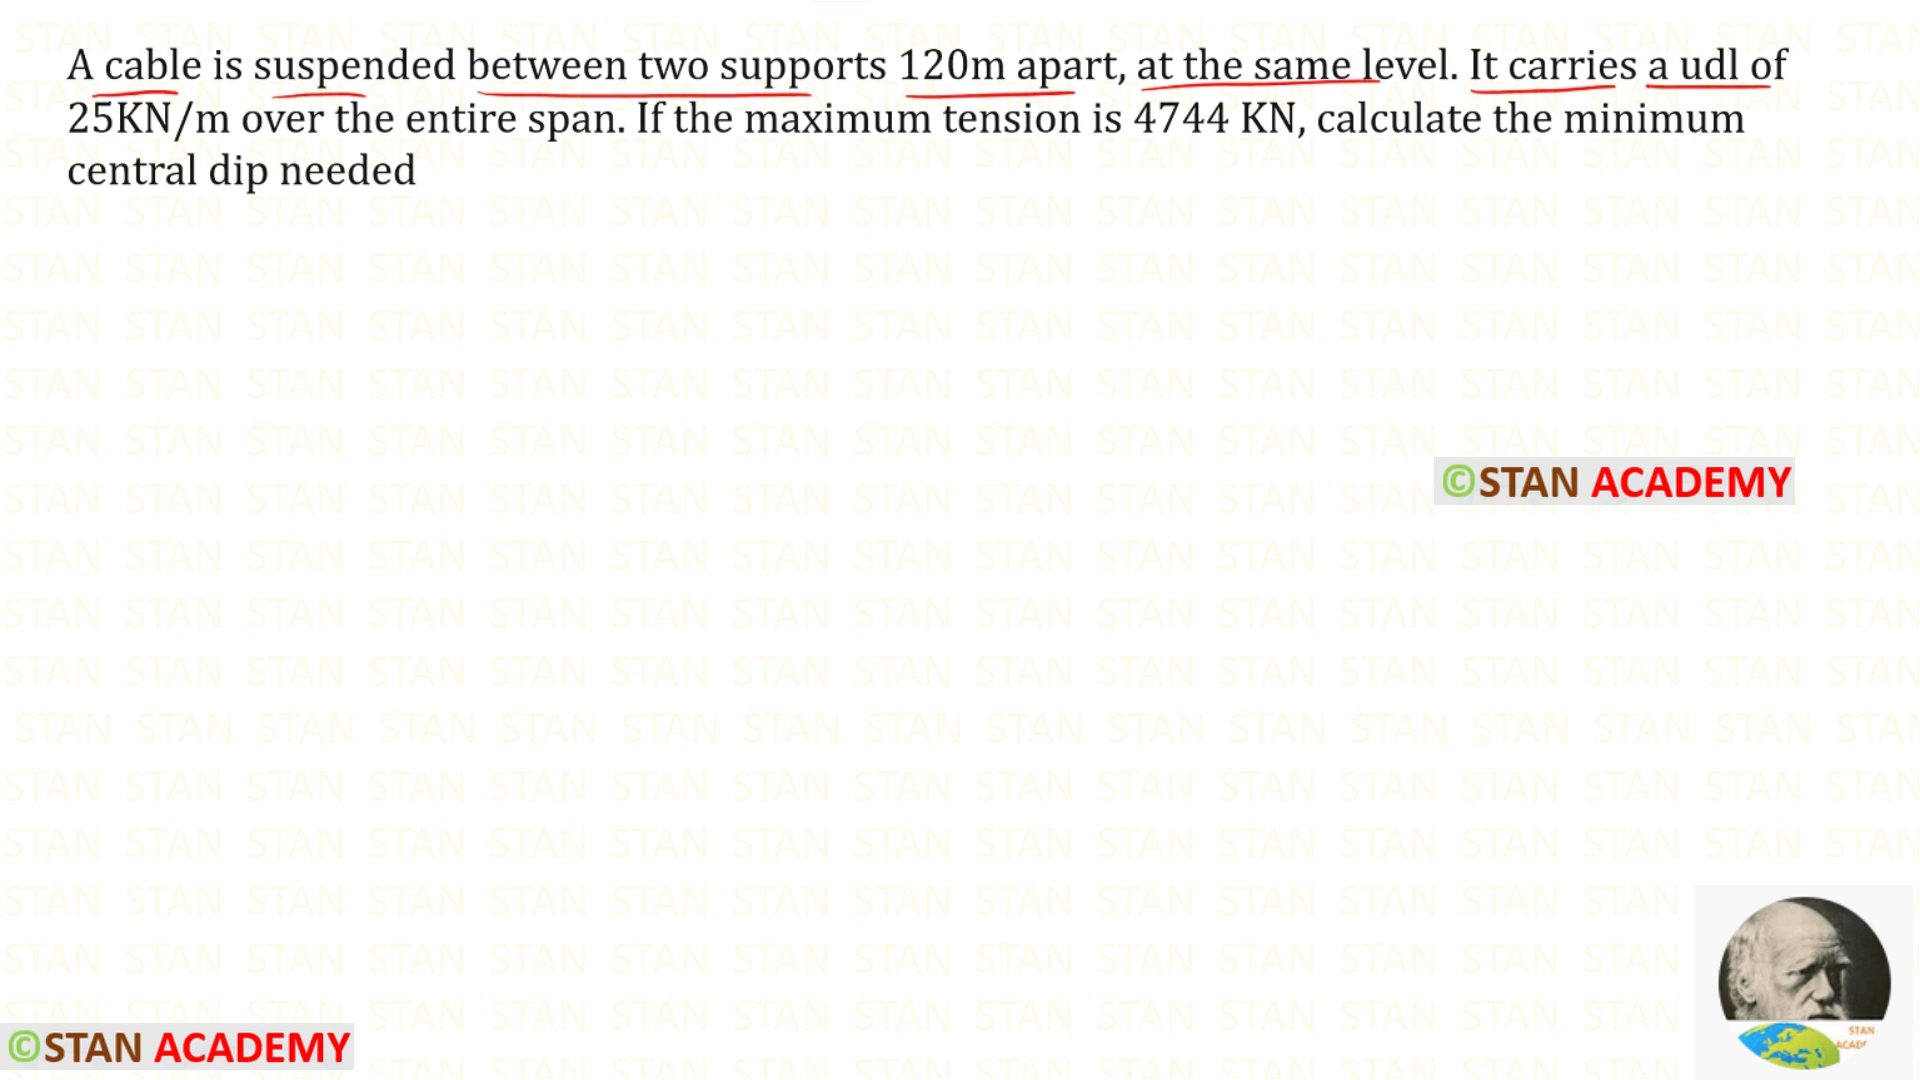 A cable is suspended between two supports 120m apart, at the same level. It carries a udl of
25KN/m over the entire span. If the maximum tension is 4744 KN, calculate the minimum
central dip needed
©STAN ACADEMY
STAN
ACADE
©STAN ACADEMY